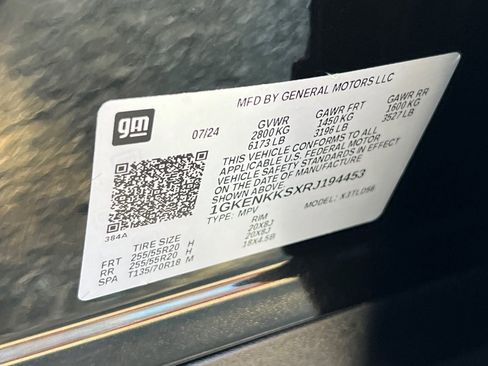 gm
MFD BY GENERAL MOTORS LLC
07/24
GVWR GAWR FRT GAWR RR
2800 KG 1450 KG 1600 KG
6173 LB 3196 LB 3527 LB
THIS VEHICLE CONFORMS TO ALL
APPLICABLE U.S. FEDERAL MOTOR
VEHICLE SAFETY STANDARDS IN EFFECT
ON THE DATE OF MANUFACTURE
SHOWN ABOVE
1GKENKKSXRJ194453
TYPE: MPV MODEL: X3TLD56
384A
TIRE SIZE RIM
FRT 255/55R20 H 20X8J
RR 255/55R20 H 20X8J
SPA T135/70R18 M 18X4.5B